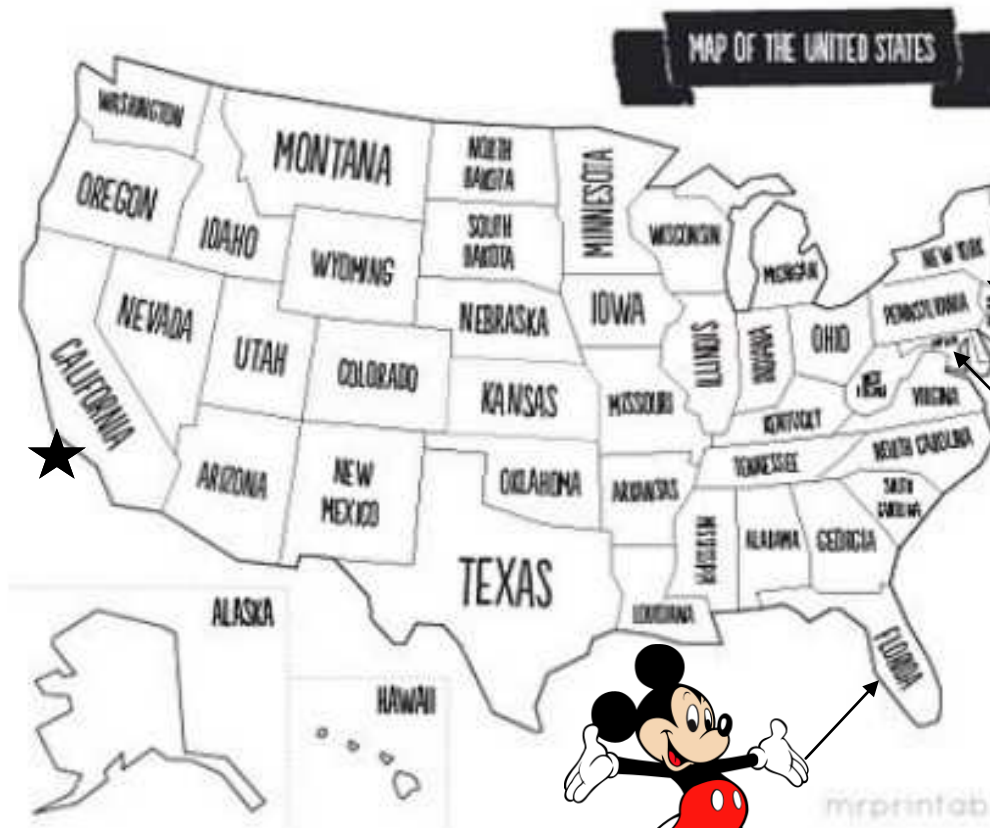 MAP OF THE UNITED STATES
WASHINGTON
MONTANA
NORTH
DAKOTA
MINNESOTA
OREGON
IDAHO
SOUTH
DAKOTA
WISCONSIN
WYOMING
MICHIGAN
NEW YORK
NEVADA
NEBRASKA
IOWA
PENNSYLVANIA
UTAH
COLORADO
ILLINOIS
INDIANA
OHIO
CALIFORNIA
KANSAS
MISSOURI
WEST
VIRGINIA
KENTUCKY
ARIZONA
NEW
MEXICO
OKLAHOMA
ARKANSAS
TENNESSEE
NORTH CAROLINA
SOUTH
CAROLINA
TEXAS
MISSISSIPPI
ALABAMA
GEORGIA
LOUISIANA
FLORIDA
ALASKA
HAWAII
mrprintab